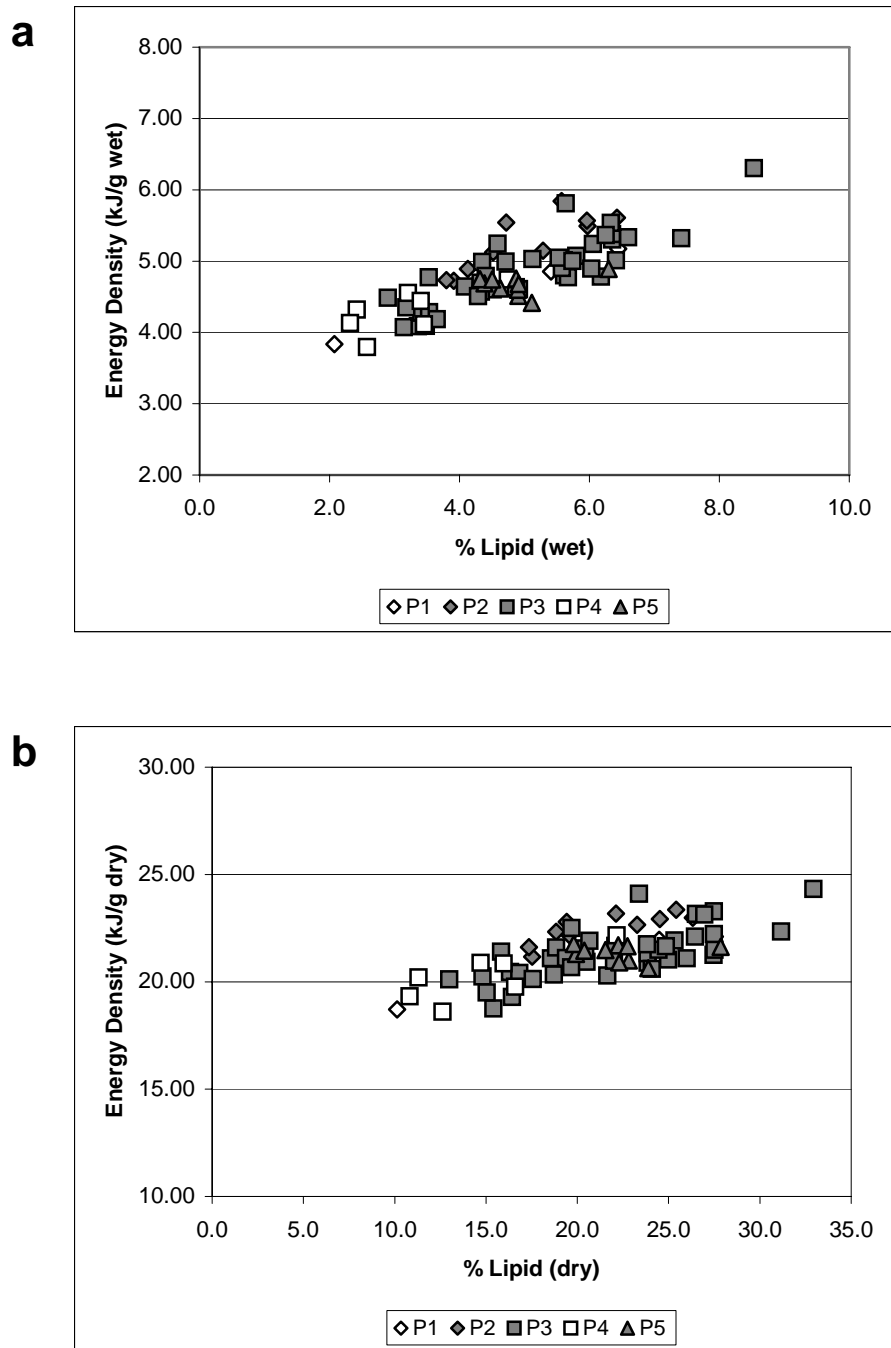 a
8.00
7.00
6.00
5.00
4.00
3.00
2.00
Energy Density (kJ/g wet)
0.0 2.0 4.0 6.0 8.0 10.0
% Lipid (wet)
P1 P2 P3 P4 P5
b
30.00
25.00
20.00
15.00
10.00
Energy Density (kJ/g dry)
0.0 5.0 10.0 15.0 20.0 25.0 30.0 35.0
% Lipid (dry)
P1 P2 P3 P4 P5